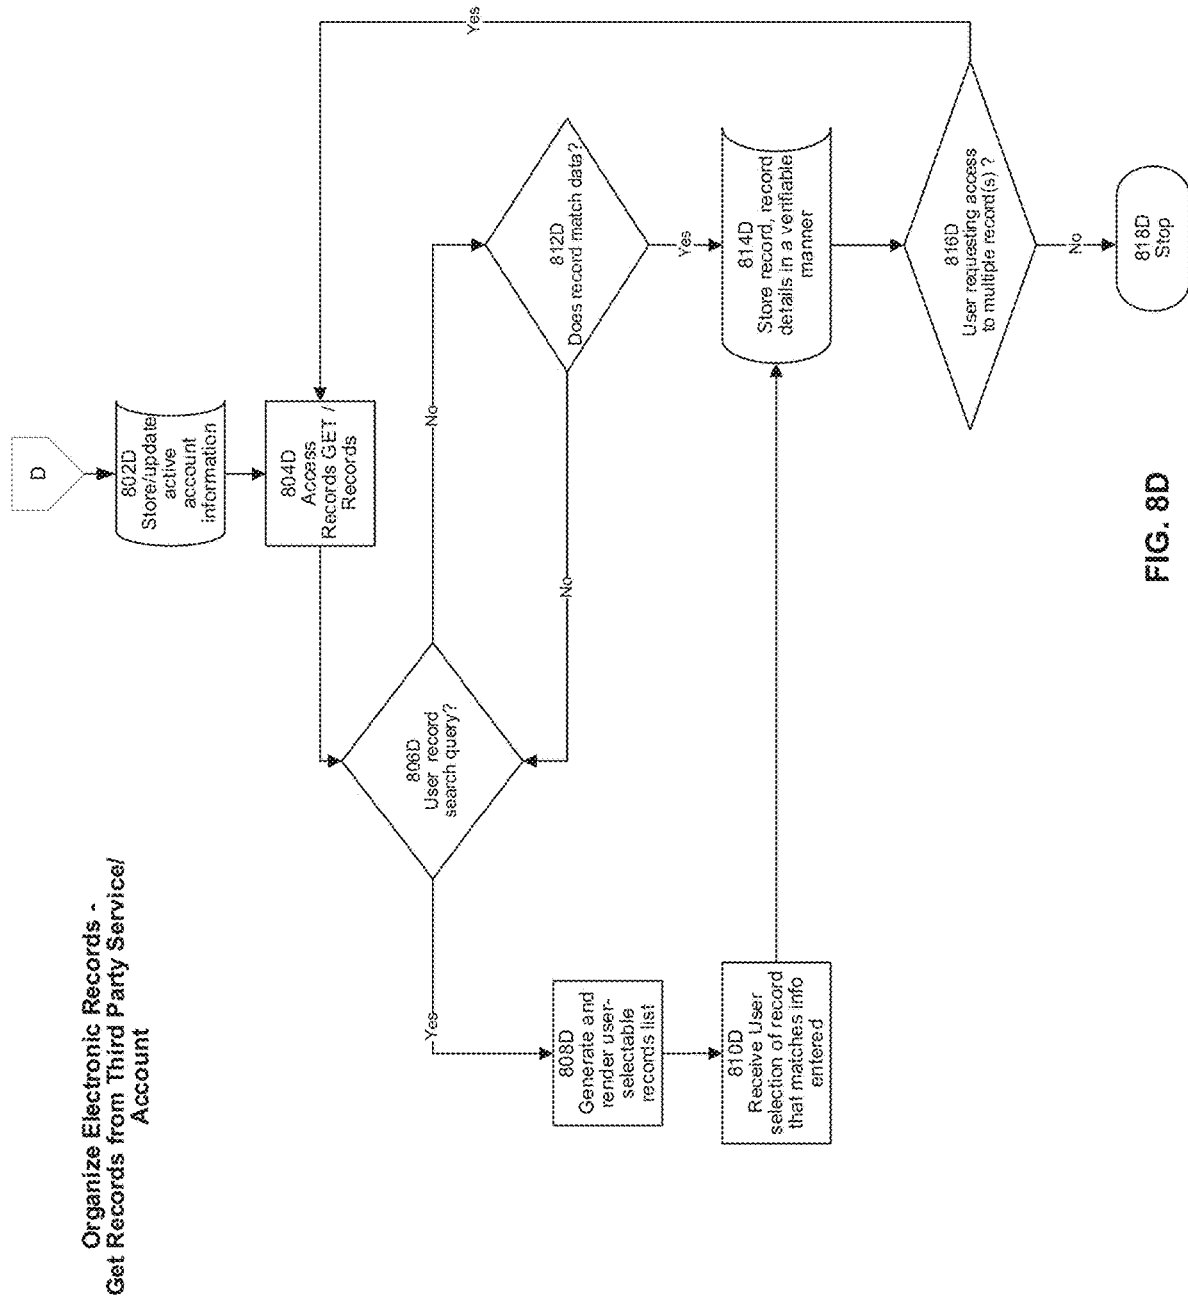 Organize Electronic Records -
Get Records from Third Party Service/
Account
D
802D
Store/update
active
account
information
804D
Access
Records GET /
Records
806D
User record
search query?
Yes
No
808D
Generate and
render user-
selectable
records list
810D
Receive User
selection of record
that matches info
entered
812D
Does record match data?
No
Yes
814D
Store record, record
details in a verifiable
manner
816D
User requesting access
to multiple record(s) ?
Yes
No
818D
Stop
FIG. 8D